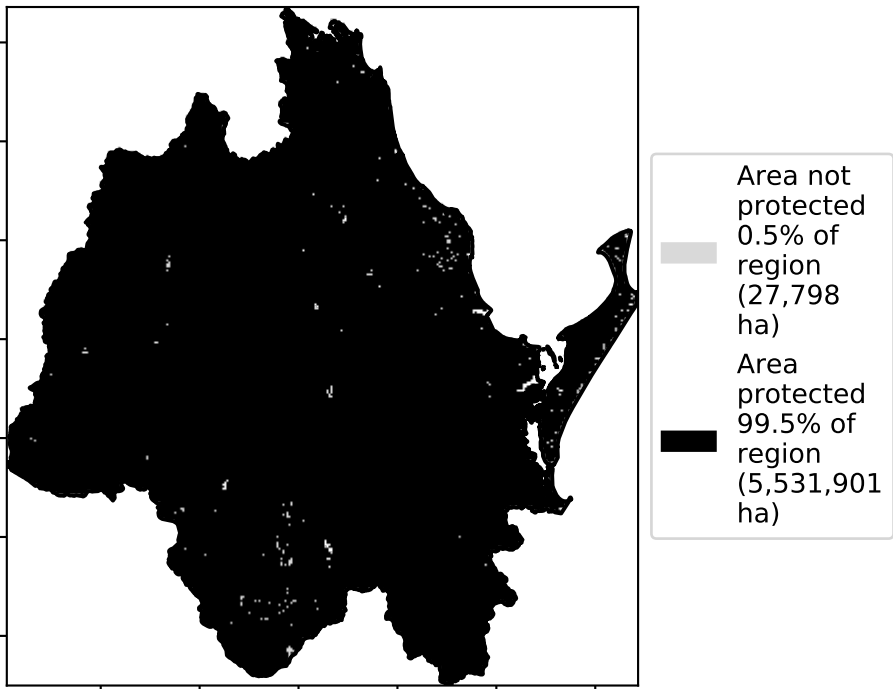 Area not
protected
0.5% of
region
(27,798
ha)
Area
protected
99.5% of
region
(5,531,901
ha)